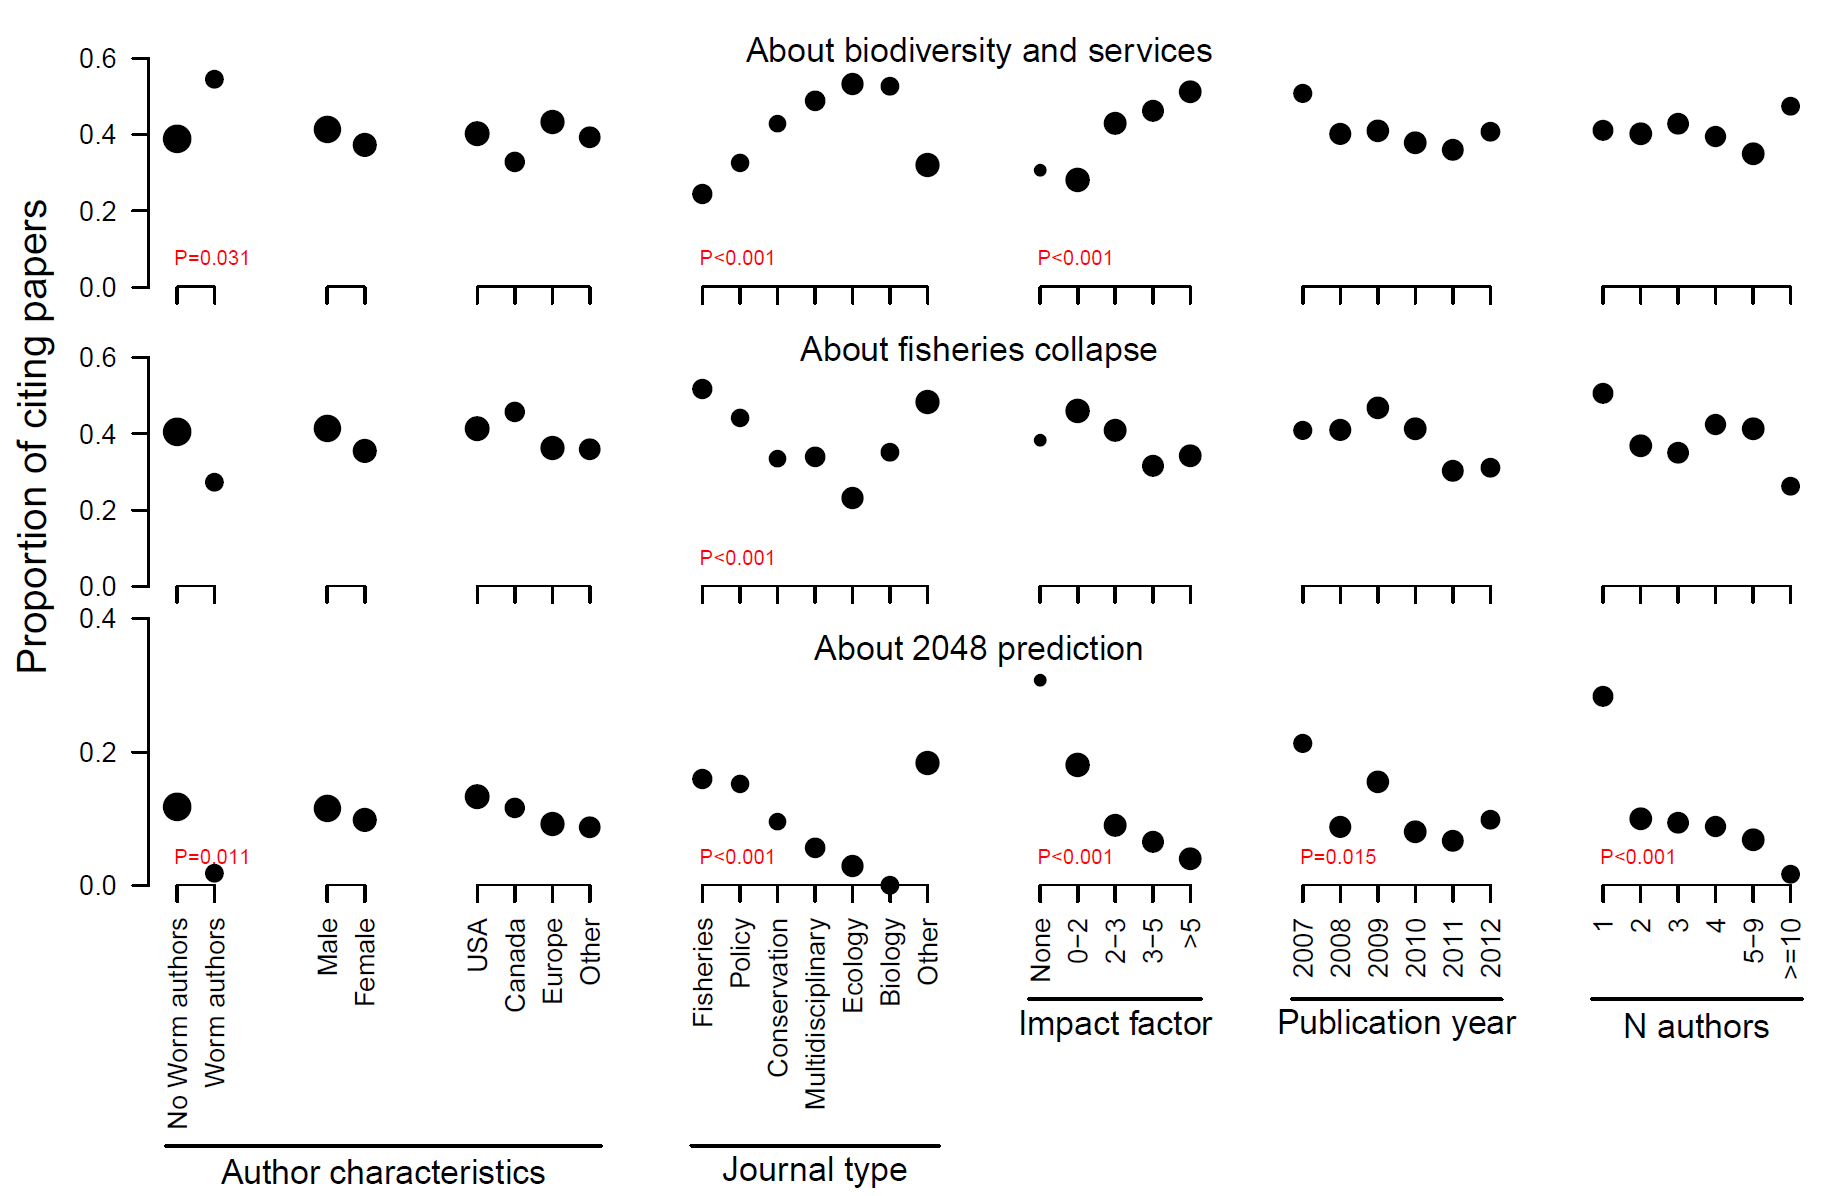 About biodiversity and services
0.6
0.4
0.2
0.0
P=0.031
P<0.001
P<0.001
Proportion of citing papers
About fisheries collapse
0.6
0.4
0.2
0.0
P<0.001
About 2048 prediction
0.4
0.2
0.0
P=0.011
P<0.001
P<0.001
P=0.015
P<0.001
No Worm authors
Worm authors
Male
Female
USA
Canada
Europe
Other
Fisheries
Policy
Conservation
Multidisciplinary
Ecology
Biology
Other
None
0−2
2−3
3−5
>5
2007
2008
2009
2010
2011
2012
1
2
3
4
5−9
>=10
Author characteristics
Journal type
Impact factor
Publication year
N authors